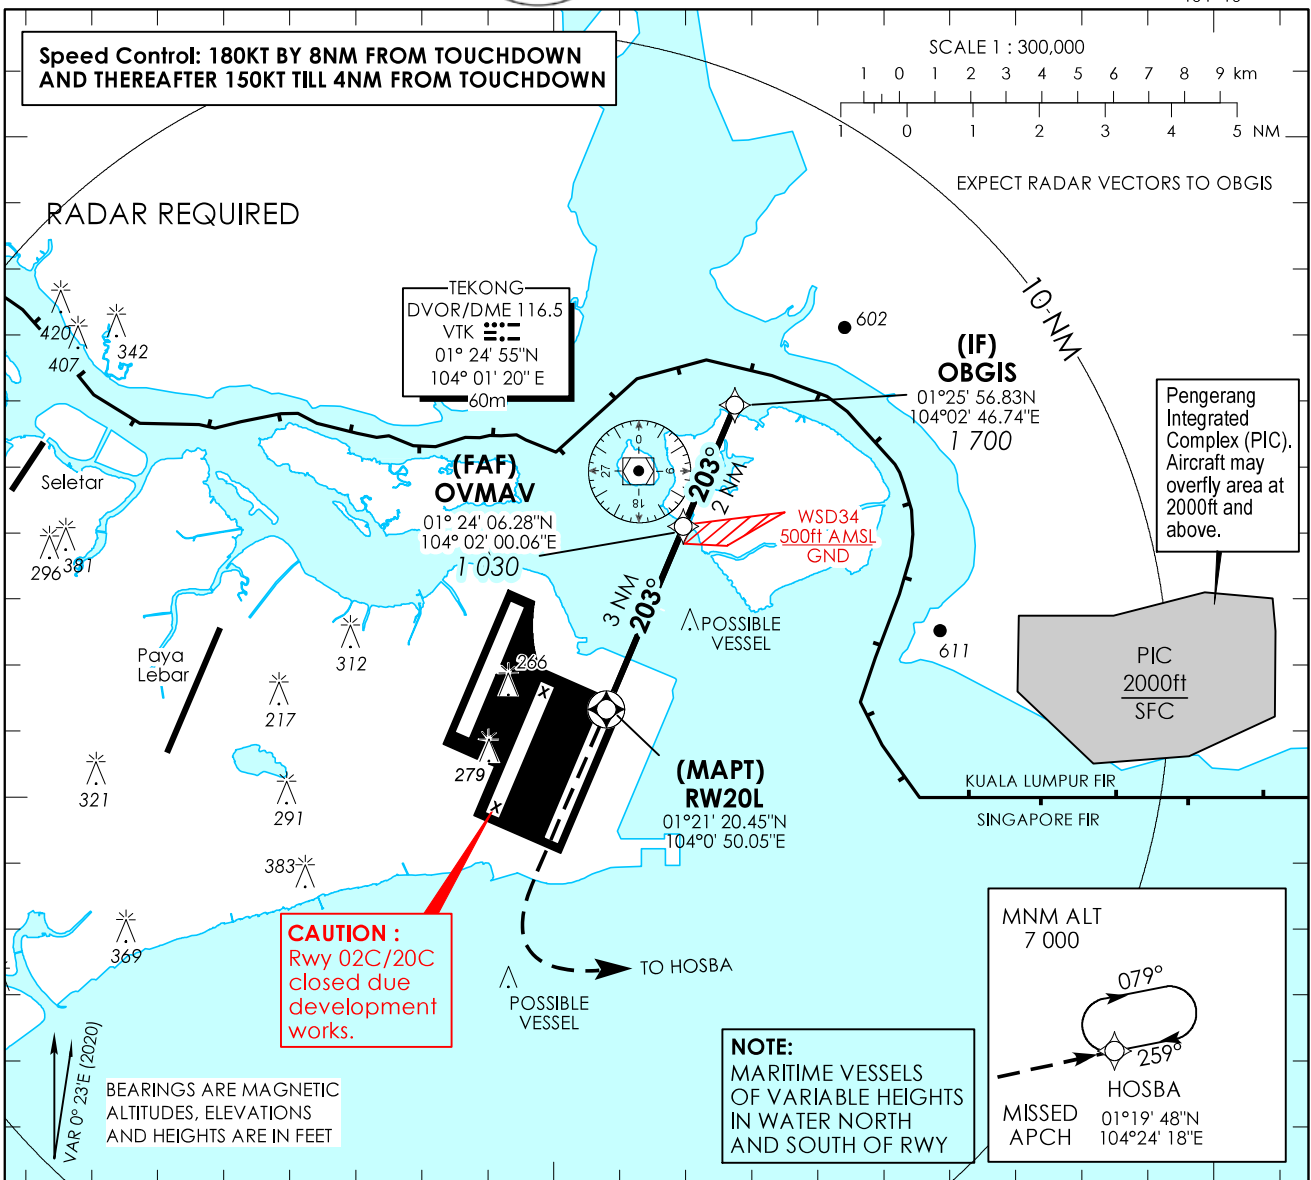 Speed Control: 180KT BY 8NM FROM TOUCHDOWN
AND THEREAFTER 150KT TILL 4NM FROM TOUCHDOWN
SCALE 1 : 300,000
1 0 1 2 3 4 5 6 7 8 9 km
1 0 1 2 3 4 5 NM
EXPECT RADAR VECTORS TO OBGIS
RADAR REQUIRED
10 NM
TEKONG
DVOR/DME 116.5
VTK
01° 24' 55"N
104° 01' 20" E
60m
420
407
342
602
(IF)
OBGIS
01°25' 56.83N
104°02' 46.74"E
1 700
Pengerang
Integrated
Complex (PIC).
Aircraft may
overfly area at
2000ft and
above.
Seletar
(FAF)
OVMAV
01° 24' 06.28"N
104° 02' 00.06"E
1 030
0
9
18
27
203°
2 NM
WSD34
500ft AMSL
GND
296
381
3 NM
203°
POSSIBLE
VESSEL
611
312
Paya
Lebar
266
PIC
2000ft
SFC
217
279
X
X
321
291
(MAPT)
RW20L
01°21' 20.45"N
104°0' 50.05"E
KUALA LUMPUR FIR
SINGAPORE FIR
383
369
CAUTION :
Rwy 02C/20C
closed due
development
works.
TO HOSBA
POSSIBLE
VESSEL
MNM ALT
7 000
079°
259°
HOSBA
01°19' 48"N
104°24' 18"E
MISSED
APCH
NOTE:
MARITIME VESSELS
OF VARIABLE HEIGHTS
IN WATER NORTH
AND SOUTH OF RWY
VAR 0° 23'E (2020)
BEARINGS ARE MAGNETIC
ALTITUDES, ELEVATIONS
AND HEIGHTS ARE IN FEET